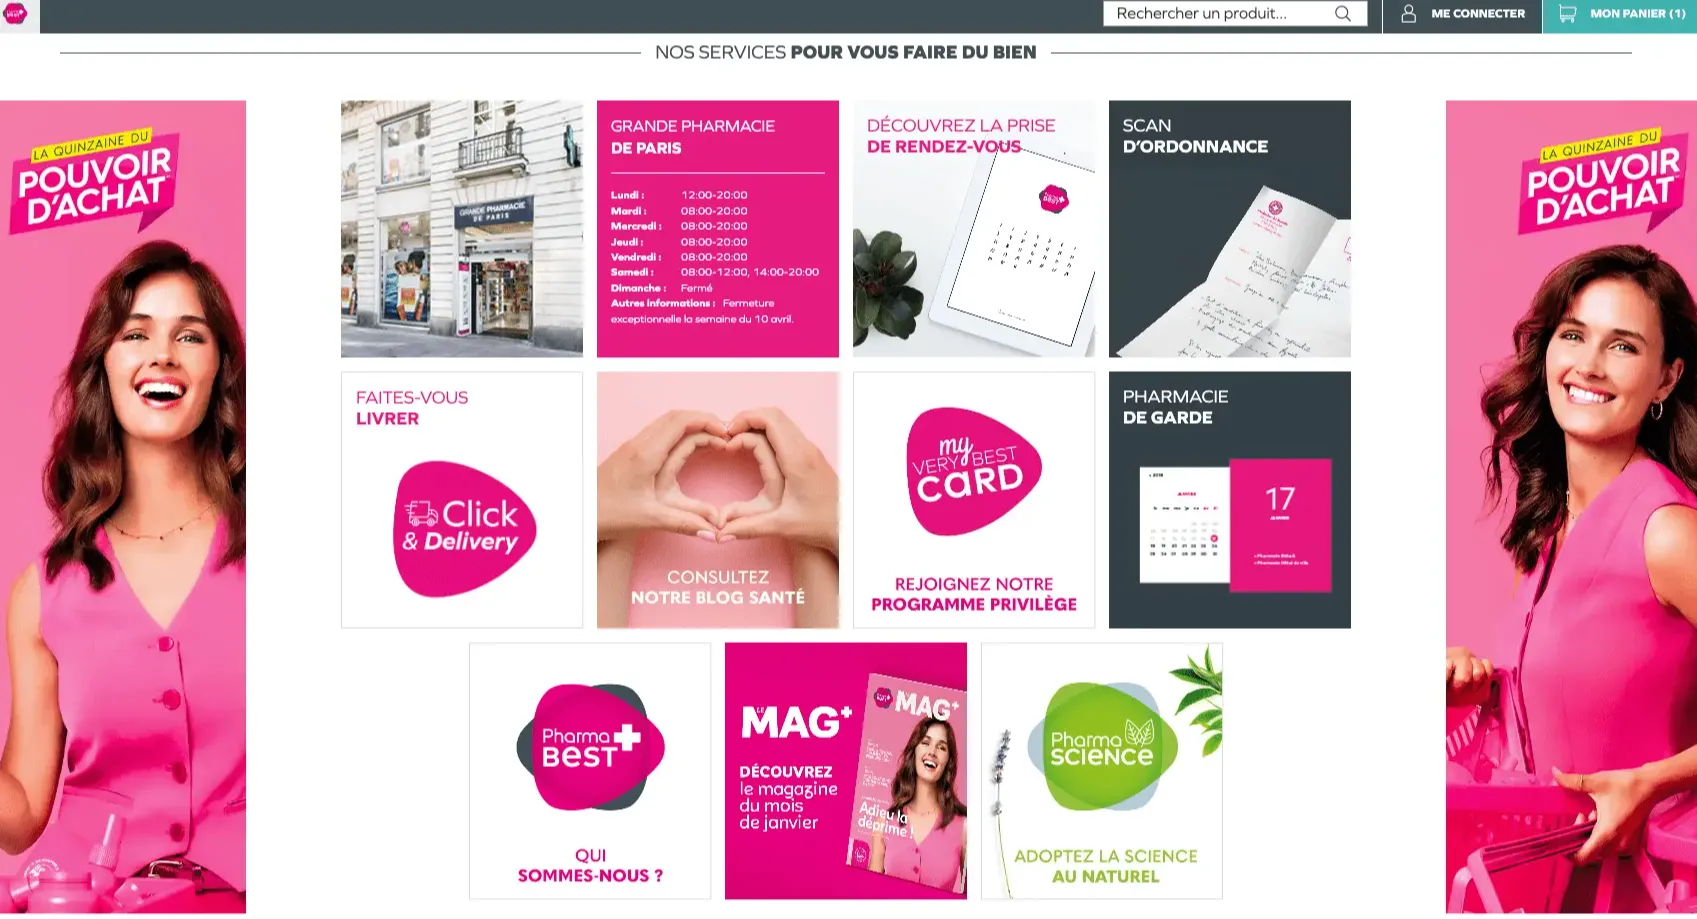 Rechercher un produit...
ME CONNECTER
MON PANIER (1)
NOS SERVICES POUR VOUS FAIRE DU BIEN
LA QUINZAINE DU
POUVOIR
D'ACHAT
GRANDE PHARMACIE
DE PARIS
GRANDE PHARMACIE
DE PARIS
Lundi : 12:00-20:00
Mardi : 08:00-20:00
Mercredi : 08:00-20:00
Jeudi : 08:00-20:00
Vendredi : 08:00-20:00
Samedi : 08:00-12:00, 14:00-20:00
Dimanche : Fermé
Autres informations : Fermeture
exceptionnelle la semaine du 10 avril.
DÉCOUVREZ LA PRISE
DE RENDEZ-VOUS
SCAN
D'ORDONNANCE
LA QUINZAINE DU
POUVOIR
D'ACHAT
FAITES-VOUS
LIVRER
Click
& Delivery
CONSULTEZ
NOTRE BLOG SANTÉ
my
VERY BEST
CARD
REJOIGNEZ NOTRE
PROGRAMME PRIVILÈGE
PHARMACIE
DE GARDE
17
Pharma
BEST
QUI
SOMMES-NOUS ?
LE
MAG+
DÉCOUVREZ
le magazine
du mois
de janvier
MAG+
Adieu la
déprime !
Pharma
SCIENCE
ADOPTEZ LA SCIENCE
AU NATUREL